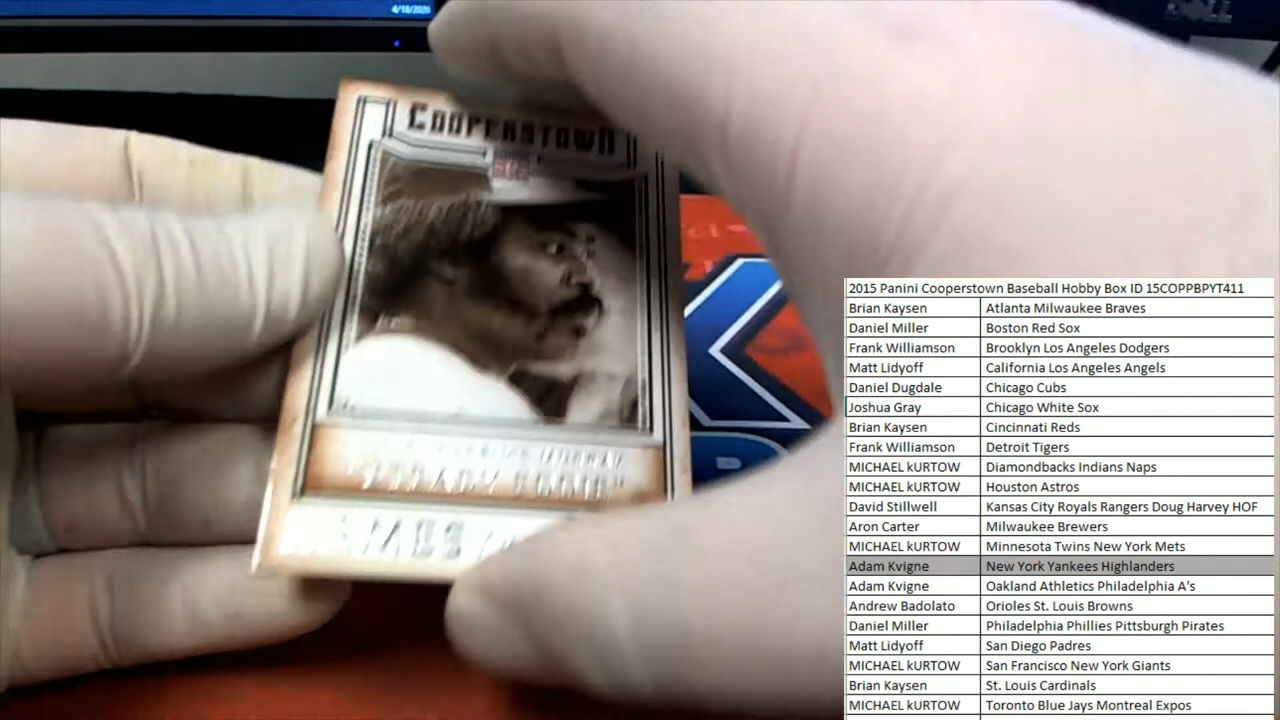 4/18/2020
DELL
COOPERSTOWN
"STEADY EDDIE"
2015 Panini Cooperstown Baseball Hobby Box ID 15COPPBPYT411
Brian Kaysen Atlanta Milwaukee Braves
Daniel Miller Boston Red Sox
Frank Williamson Brooklyn Los Angeles Dodgers
Matt Lidyoff California Los Angeles Angels
Daniel Dugdale Chicago Cubs
Joshua Gray Chicago White Sox
Brian Kaysen Cincinnati Reds
Frank Williamson Detroit Tigers
MICHAEL kURTOW Diamondbacks Indians Naps
MICHAEL kURTOW Houston Astros
David Stillwell Kansas City Royals Rangers Doug Harvey HOF
Aron Carter Milwaukee Brewers
MICHAEL kURTOW Minnesota Twins New York Mets
Adam Kvigne New York Yankees Highlanders
Adam Kvigne Oakland Athletics Philadelphia A's
Andrew Badolato Orioles St. Louis Browns
Daniel Miller Philadelphia Phillies Pittsburgh Pirates
Matt Lidyoff San Diego Padres
MICHAEL kURTOW San Francisco New York Giants
Brian Kaysen St. Louis Cardinals
MICHAEL kURTOW Toronto Blue Jays Montreal Expos